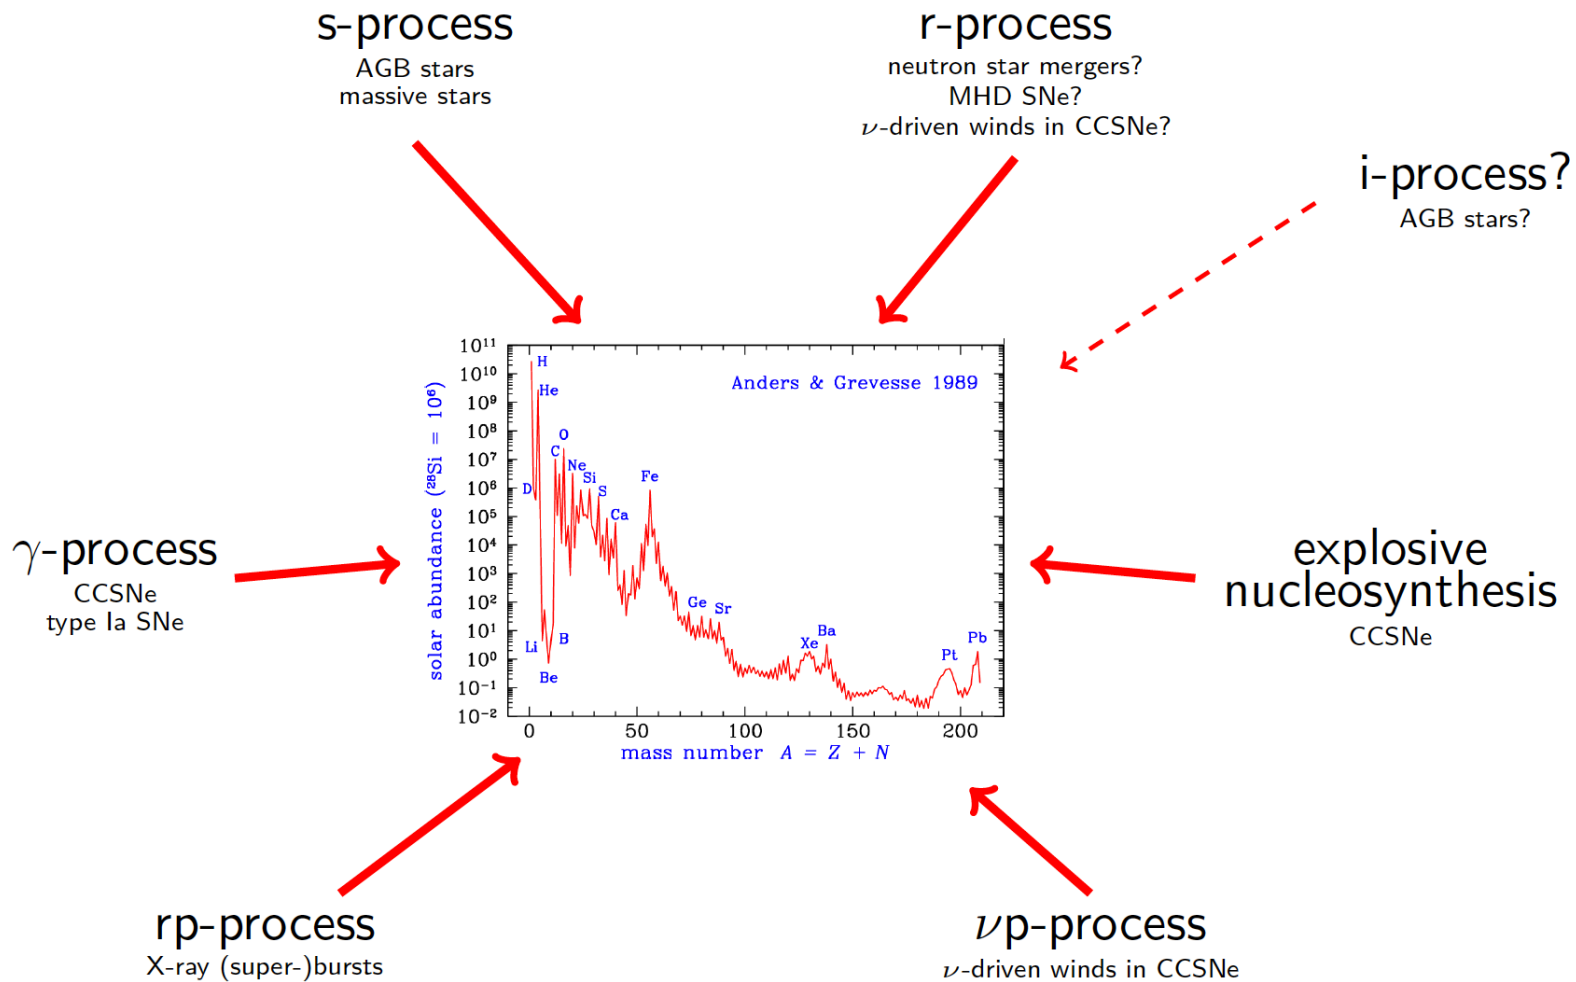 s-process
AGB stars
massive stars
r-process
neutron star mergers?
MHD SNe?
ν-driven winds in CCSNe?
i-process?
AGB stars?
γ-process
CCSNe
type Ia SNe
explosive
nucleosynthesis
CCSNe
rp-process
X-ray (super-)bursts
νp-process
ν-driven winds in CCSNe
Anders & Grevesse 1989
solar abundance (²⁸Si = 10⁶)
10¹¹
10¹⁰
10⁹
10⁸
10⁷
10⁶
10⁵
10⁴
10³
10²
10¹
10⁰
10⁻¹
10⁻²
H
He
D
Li
Be
B
C
O
Ne
Si
S
Ca
Fe
Ge
Sr
Xe
Ba
Pt
Pb
0 50 100 150 200
mass number A = Z + N